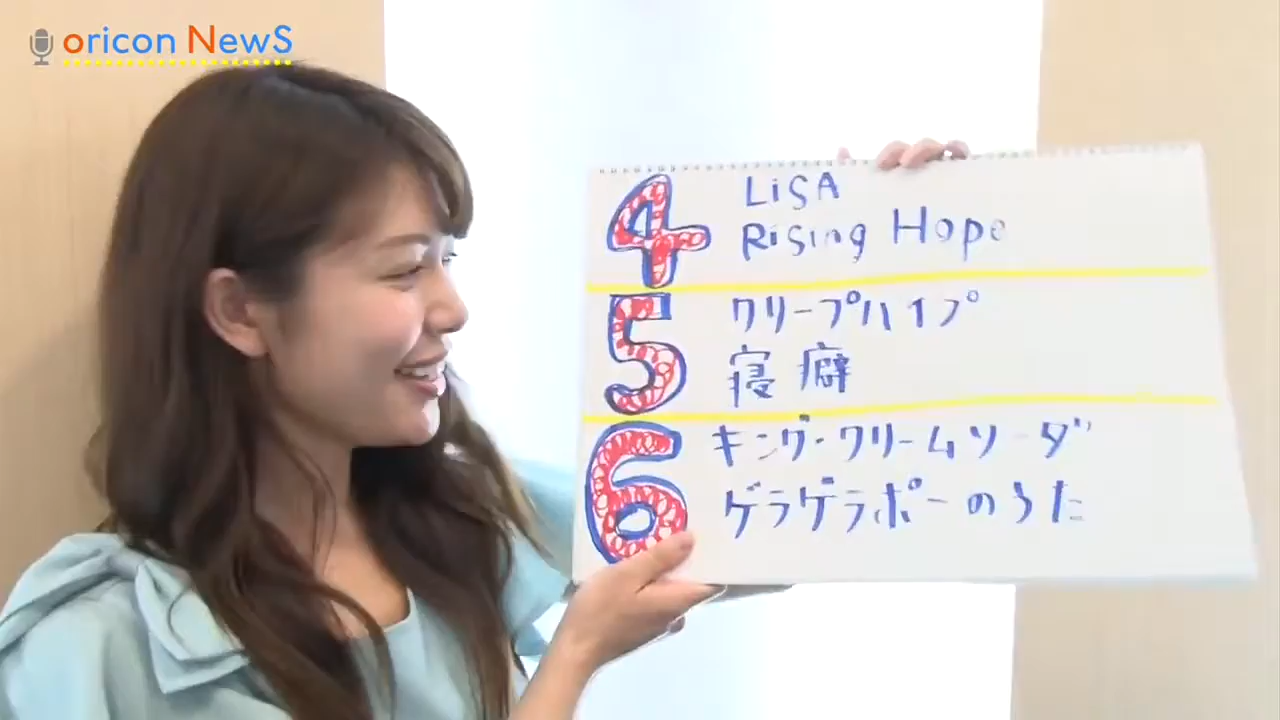 oricon NewS
4
LiSA
Rising Hope
5
クリープハイプ
寝癖
6
キング・クリームソーダ
ゲラゲラポーのうた